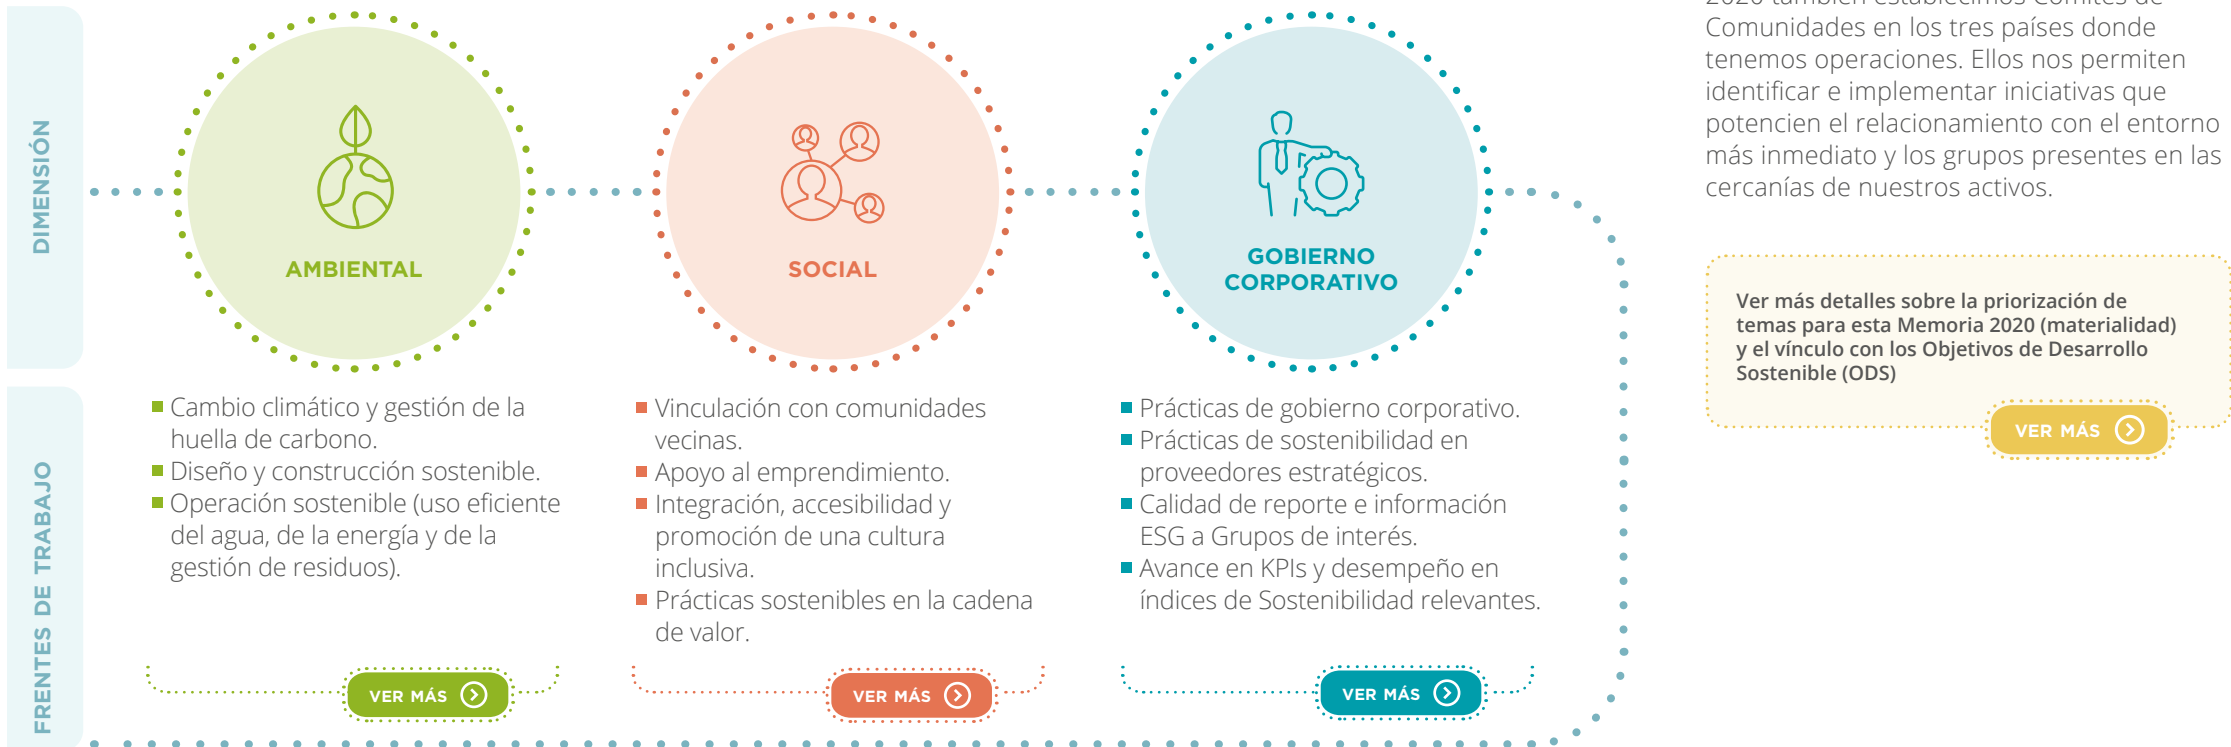 DIMENSIÓN
AMBIENTAL
SOCIAL
GOBIERNO
CORPORATIVO
FRENTES DE TRABAJO
Cambio climático y gestión de la
huella de carbono.
Diseño y construcción sostenible.
Operación sostenible (uso eficiente
del agua, de la energía y de la
gestión de residuos).
VER MÁS
Vinculación con comunidades
vecinas.
Apoyo al emprendimiento.
Integración, accesibilidad y
promoción de una cultura
inclusiva.
Prácticas sostenibles en la cadena
de valor.
VER MÁS
Prácticas de gobierno corporativo.
Prácticas de sostenibilidad en
proveedores estratégicos.
Calidad de reporte e información
ESG a Grupos de interés.
Avance en KPIs y desempeño en
índices de Sostenibilidad relevantes.
VER MÁS
2020 también establecimos Comités de
Comunidades en los tres países donde
tenemos operaciones. Ellos nos permiten
identificar e implementar iniciativas que
potencien el relacionamiento con el entorno
más inmediato y los grupos presentes en las
cercanías de nuestros activos.
Ver más detalles sobre la priorización de
temas para esta Memoria 2020 (materialidad)
y el vínculo con los Objetivos de Desarrollo
Sostenible (ODS)
VER MÁS